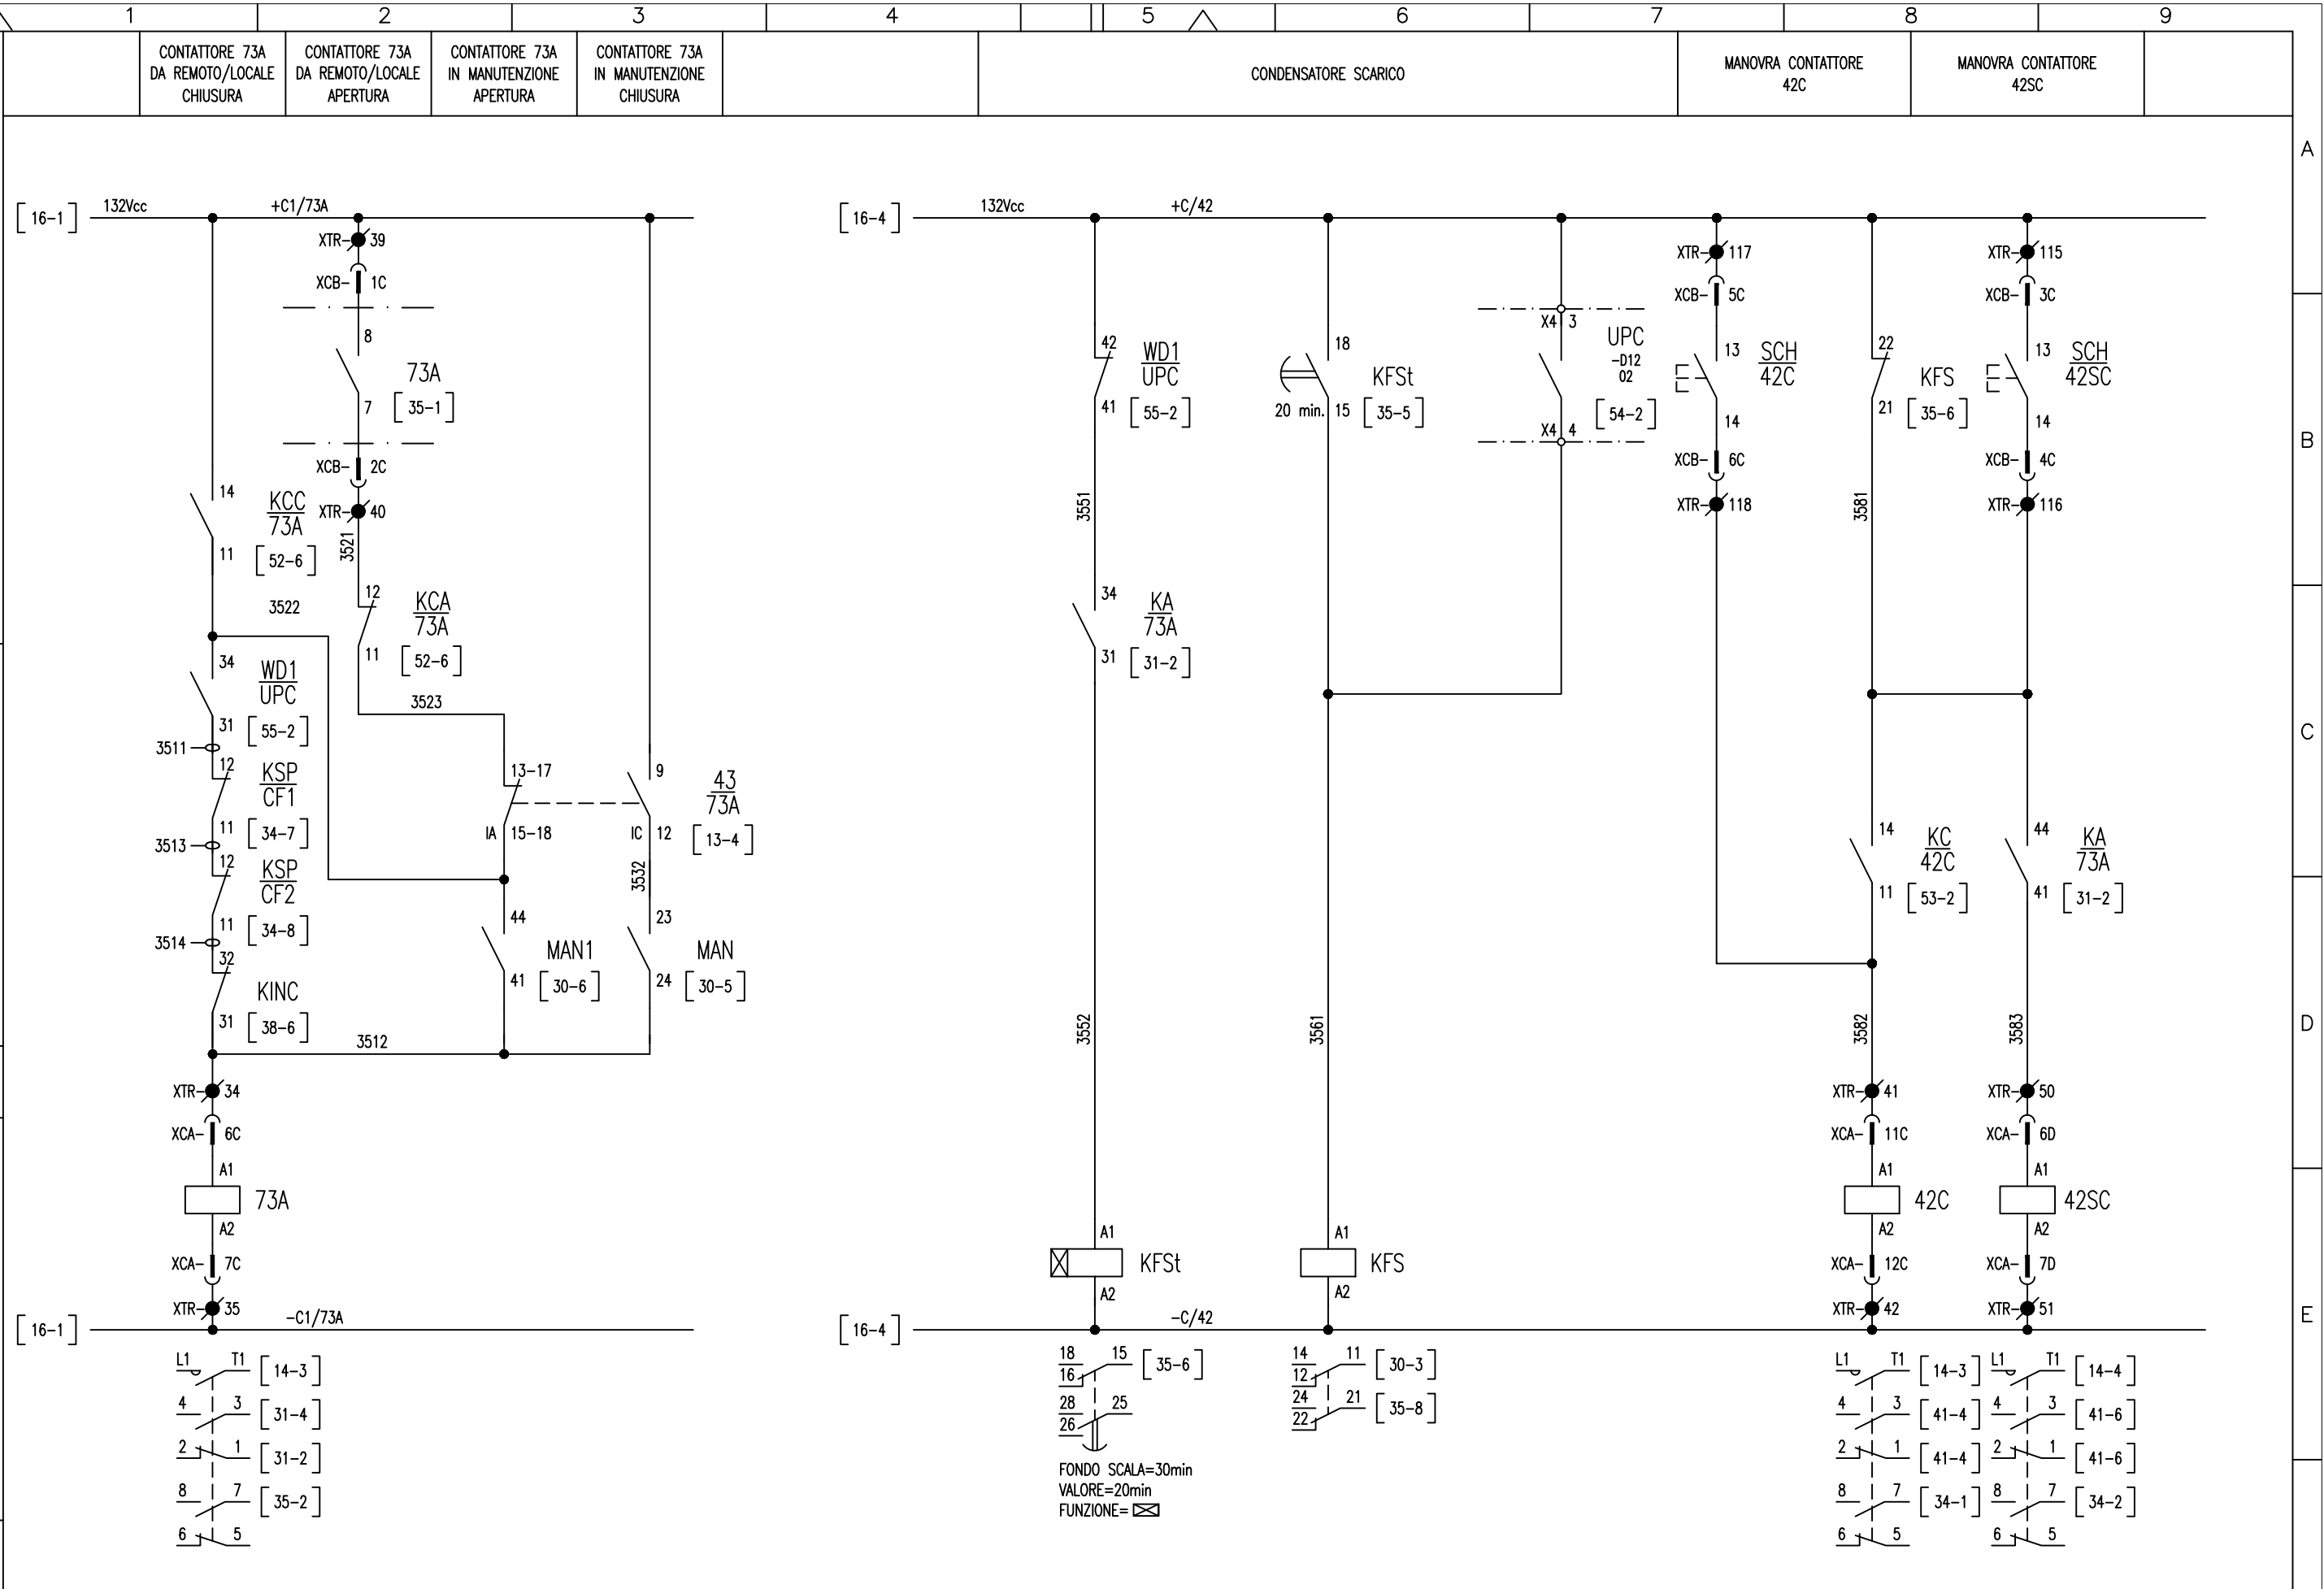 1 2 3 4 5 6 7 8 9
CONTATTORE 73A
DA REMOTO/LOCALE
CHIUSURA
CONTATTORE 73A
DA REMOTO/LOCALE
APERTURA
CONTATTORE 73A
IN MANUTENZIONE
APERTURA
CONTATTORE 73A
IN MANUTENZIONE
CHIUSURA
CONDENSATORE SCARICO
MANOVRA CONTATTORE
42C
MANOVRA CONTATTORE
42SC
A
B
C
D
E
[16-1] 132Vcc +C1/73A
14
KCC
73A
11 [52-6]
3522
34
WD1
UPC
31 [55-2]
3511
12
KSP
CF1
11 [34-7]
3513
12
KSP
CF2
11 [34-8]
3514
32
KINC
31 [38-6]
3512
XTR- 34
XCA- 6C
A1
73A
A2
XCA- 7C
XTR- 35
[16-1] -C1/73A
L1 T1 [14-3]
4 3 [31-4]
2 1 [31-2]
8 7 [35-2]
6 5
XTR- 39
XCB- 1C
8
73A
7 [35-1]
XCB- 2C
XTR- 40
3521
12
KCA
73A
11 [52-6]
3523
13-17
IA 15-18
44
MAN1
41 [30-6]
9
43
73A
IC 12 [13-4]
3532
23
MAN
24 [30-5]
[16-4] 132Vcc +C/42
42
WD1
UPC
41 [55-2]
3551
34
KA
73A
31 [31-2]
3552
A1
KFSt
A2
[16-4] -C/42
18 15 [35-6]
16
28 25
26
FONDO SCALA=30min
VALORE=20min
FUNZIONE=
18
KFSt
20 min. 15 [35-5]
3561
A1
KFS
A2
14 11 [30-3]
12
24 21 [35-8]
22
X4 3
UPC
-D12
02
[54-2]
X4 4
XTR- 117
XCB- 5C
13
SCH
42C
14
XCB- 6C
XTR- 118
22
KFS
21 [35-6]
3581
14
KC
42C
11 [53-2]
3582
XTR- 41
XCA- 11C
A1
42C
A2
XCA- 12C
XTR- 42
L1 T1 [14-3]
4 3 [41-4]
2 1 [41-4]
8 7 [34-1]
6 5
XTR- 115
XCB- 3C
13
SCH
42SC
14
XCB- 4C
XTR- 116
44
KA
73A
41 [31-2]
3583
XTR- 50
XCA- 6D
A1
42SC
A2
XCA- 7D
XTR- 51
L1 T1 [14-4]
4 3 [41-6]
2 1 [41-6]
8 7 [34-2]
6 5